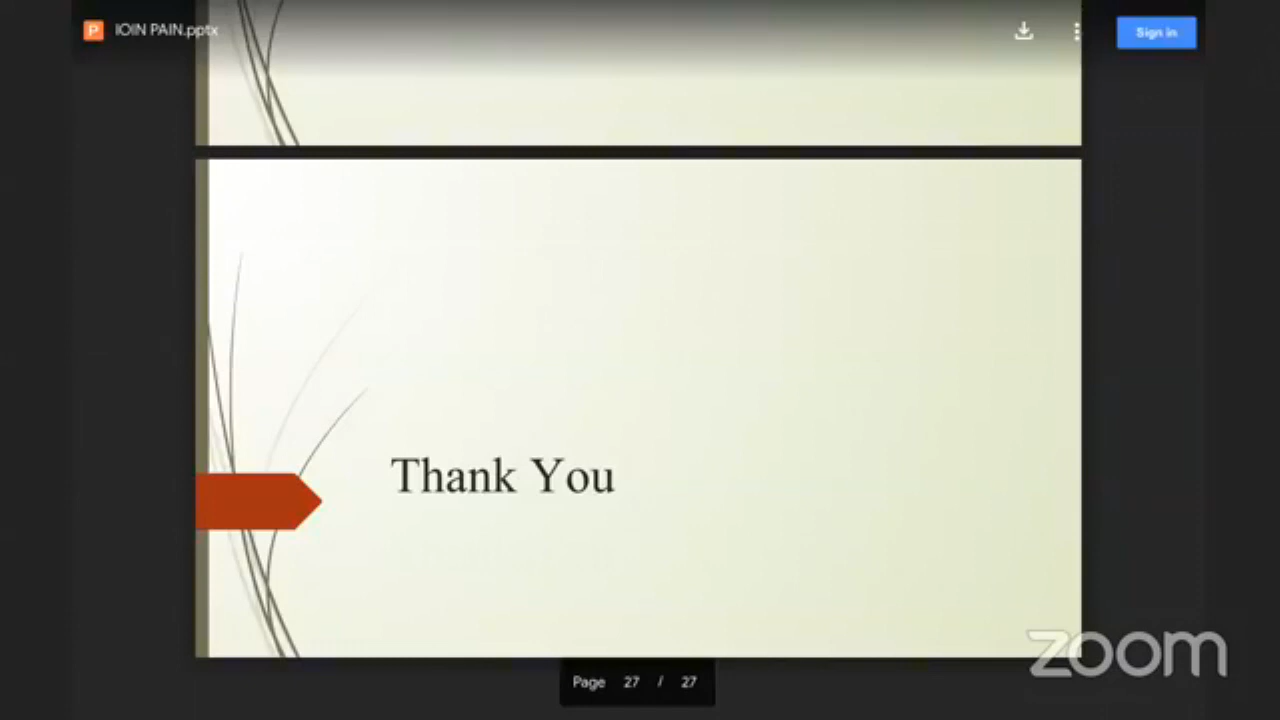 P IOIN PAIN.pptx
Sign in
Thank You
zoom
Page 27 / 27